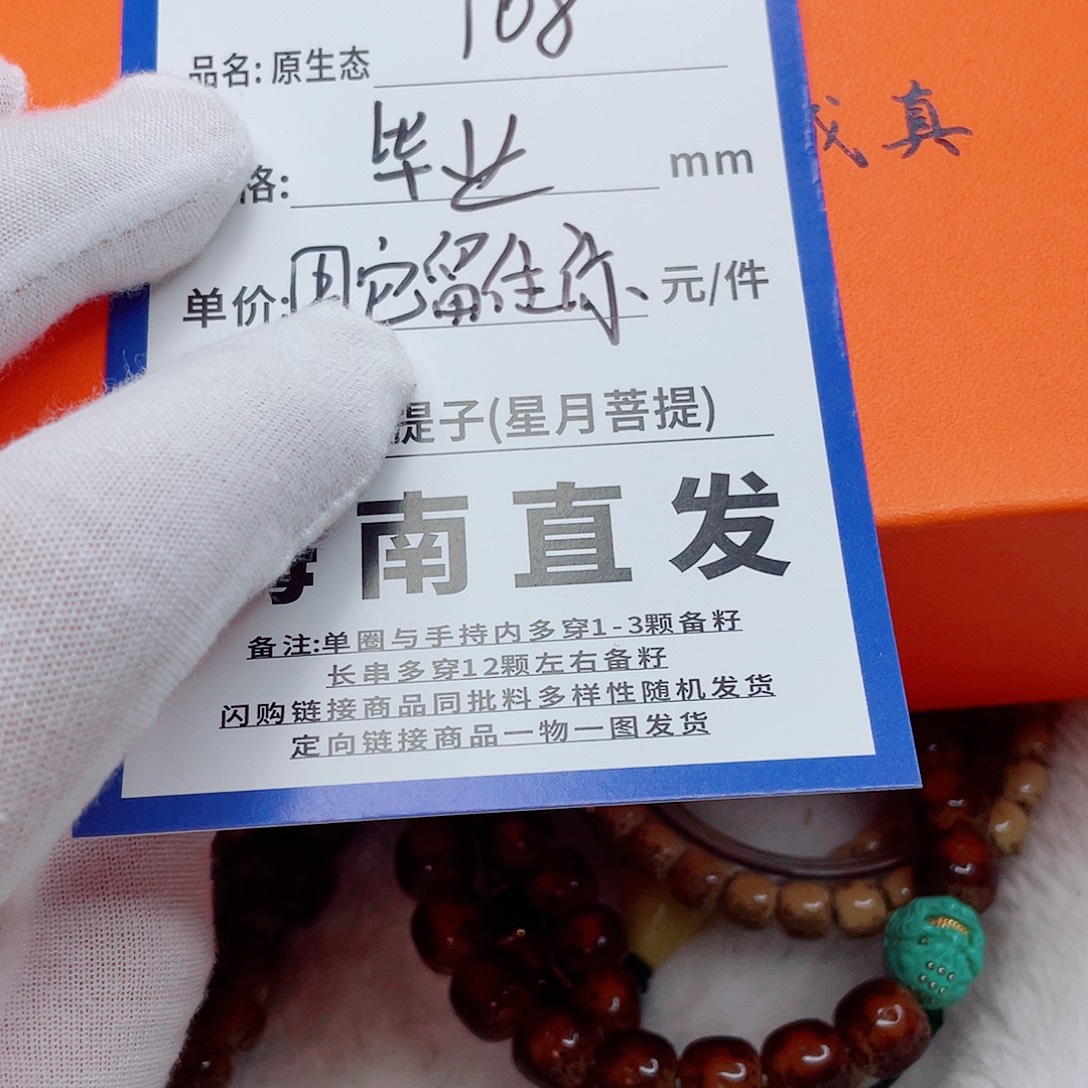 品名: 原生态 108
成真
格: 毕业 mm
单价: 因它留住你 元/件
提子(星月菩提)
海南直发
备注:单圈与手持内多穿1-3颗备籽
长串多穿12颗左右备籽
闪购链接商品同批料多样性随机发货
定向链接商品一物一图发货